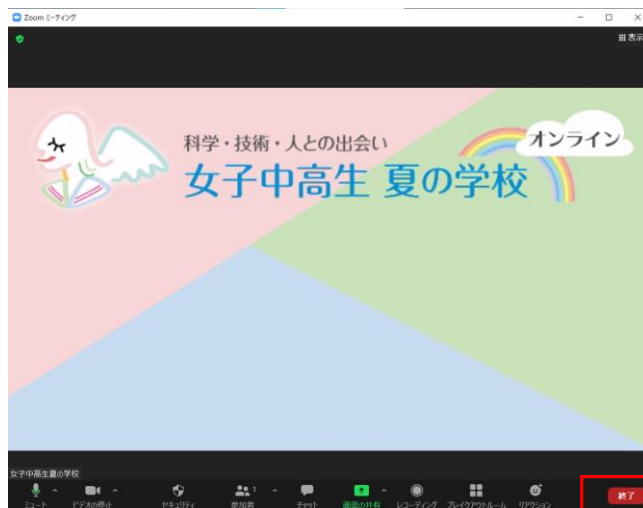 Zoom ミーティング
表示
科学・技術・人との出会い
オンライン
女子中高生 夏の学校
女子中高生夏の学校
ミュート
ビデオの停止
セキュリティ
1
参加者
チャット
画面の共有
レコーディング
ブレイクアウトルーム
リアクション
終了